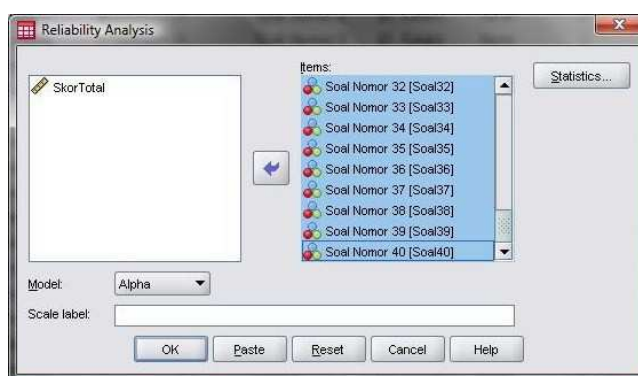 Reliability Analysis
Items:
SkorTotal
Soal Nomor 32 [Soal32]
Soal Nomor 33 [Soal33]
Soal Nomor 34 [Soal34]
Soal Nomor 35 [Soal35]
Soal Nomor 36 [Soal36]
Soal Nomor 37 [Soal37]
Soal Nomor 38 [Soal38]
Soal Nomor 39 [Soal39]
Soal Nomor 40 [Soal40]
Statistics...
Model: Alpha
Scale label:
OK Paste Reset Cancel Help